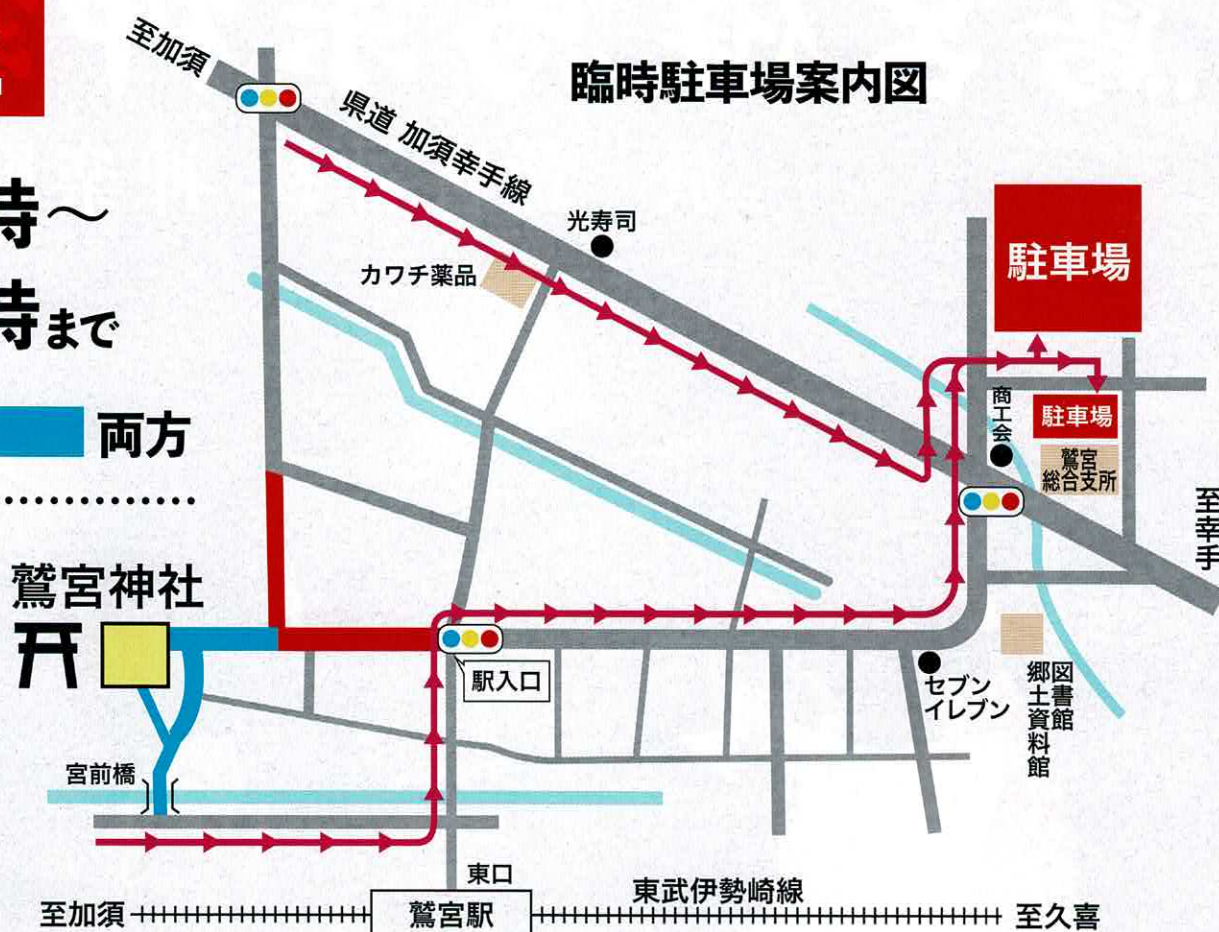 臨時駐車場案内図
至加須
県道 加須幸手線
光寿司
カワチ薬品
時～
時まで
両方
駐車場
商工会
駐車場
鷲宮
総合支所
至幸手
鷲宮神社
駅入口
セブン
イレブン
図書館
郷土資料館
宮前橋
東口
東武伊勢崎線
至加須
鷲宮駅
至久喜